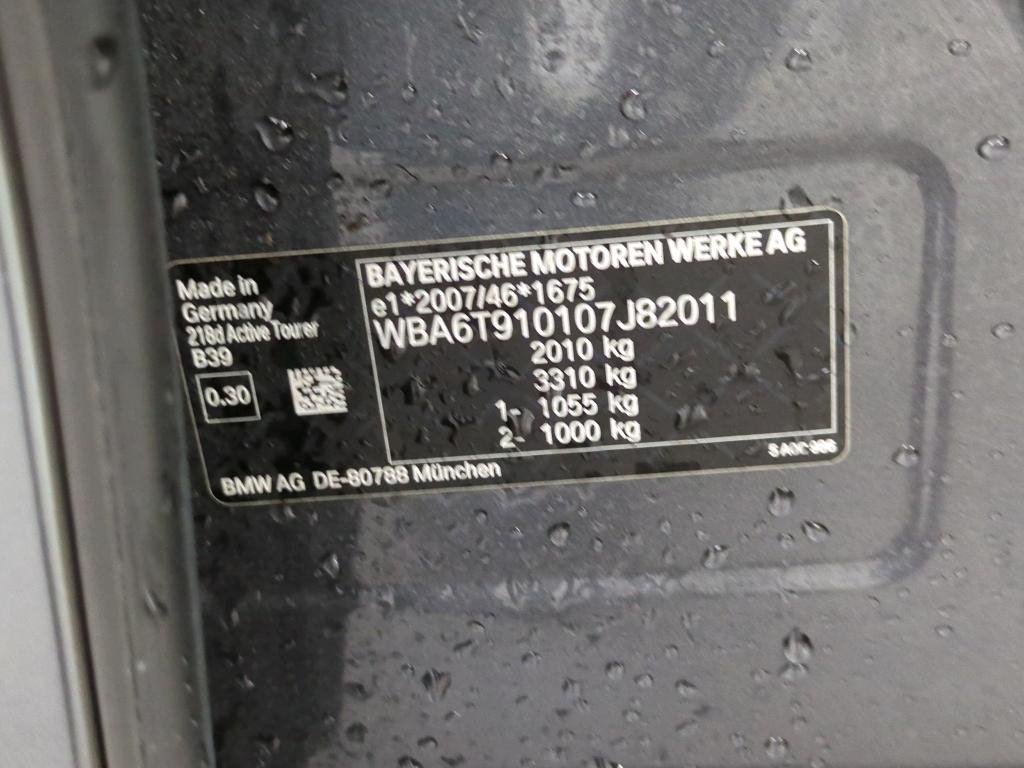 BAYERISCHE MOTOREN WERKE AG
e1*2007/46*1675
WBA6T910107J82011
2010 kg
3310 kg
1- 1055 kg
2- 1000 kg
Made in
Germany
218d Active Tourer
B39
0.30
BMW AG DE-80788 München